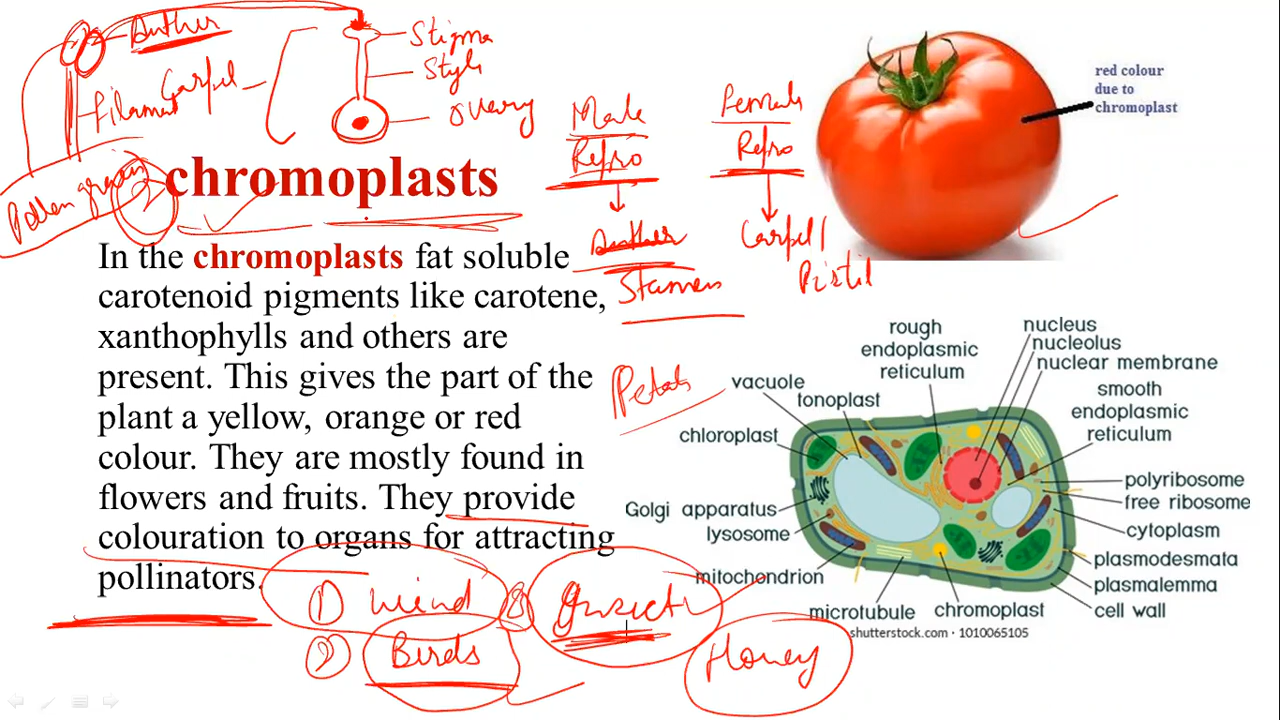 Anther
Stigma
Style
Carpel
Filament
Ovary
Pollen grains
Male
Repro
Anther
Stamens
Female
Repro
Carpel/
Pistil
red colour
due to
chromoplast
chromoplasts
In the chromoplasts fat soluble
carotenoid pigments like carotene,
xanthophylls and others are
present. This gives the part of the
plant a yellow, orange or red
colour. They are mostly found in
flowers and fruits. They provide
colouration to organs for attracting
pollinators.
Petals
1) wind
2) Birds
3) Insects
Honey
rough
endoplasmic
reticulum
nucleus
nucleolus
nuclear membrane
smooth
endoplasmic
reticulum
vacuole
tonoplast
chloroplast
polyribosome
free ribosome
Golgi apparatus
lysosome
cytoplasm
plasmodesmata
mitochondrion
plasmalemma
microtubule
chromoplast
cell wall
shutterstock.com · 1010065105